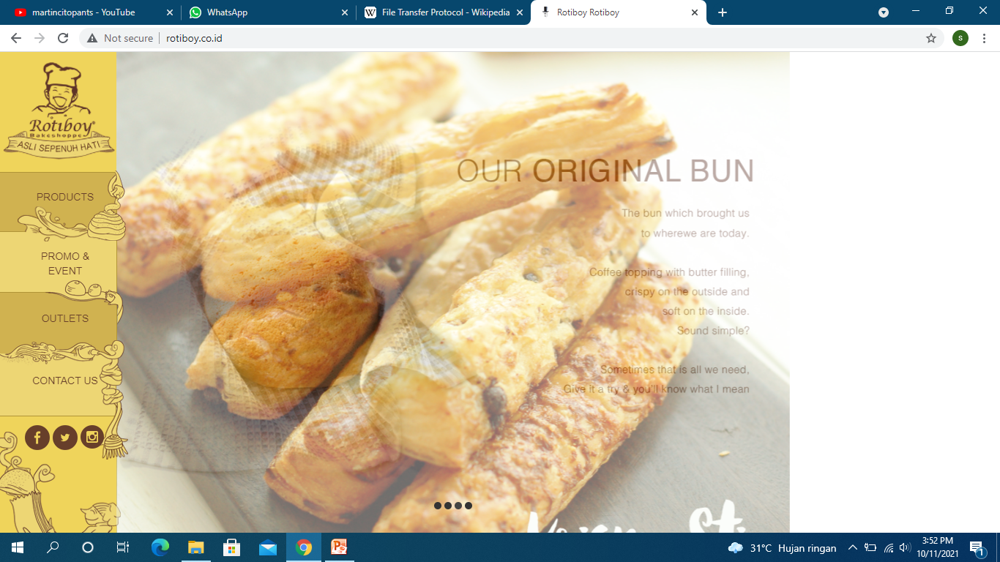 martincitopants - YouTube
WhatsApp
File Transfer Protocol - Wikipedia
Rotiboy Rotiboy
Not secure
rotiboy.co.id
s
Rotiboy
Bakeshoppe
ASLI SEPENUH HATI
PRODUCTS
PROMO &
EVENT
OUTLETS
CONTACT US
OUR ORIGINAL BUN
The bun which brought us
to wherewe are today.
Coffee topping with butter filling,
crispy on the outside and
soft on the inside.
Sound simple?
Sometimes that is all we need,
Give it a try & you'll know what I mean
31°C Hujan ringan
3:52 PM
10/11/2021
1